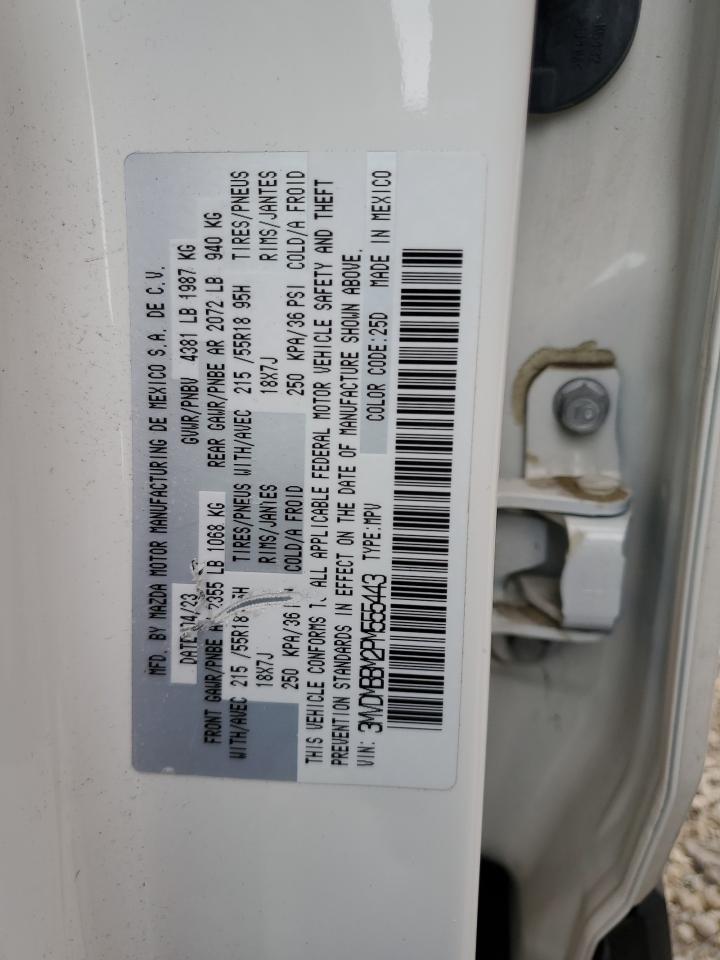 MFD. BY MAZDA MOTOR MANUFACTURING DE MEXICO S.A. DE C.V.
DATE: 04/23 GVWR/PNBV 4381 LB 1987 KG
FRONT GAWR/PNBE 2355 LB 1068 KG REAR GAWR/PNBE AR 2072 LB 940 KG
WITH/AVEC 215 /55R18 TIRES/PNEUS WITH/AVEC 215 /55R18 95H TIRES/PNEUS
18X7J RIMS/JANTES 18X7J RIMS/JANTES
250 KPA/36 COLD/A FROID 250 KPA/36 PSI COLD/A FROID
THIS VEHICLE CONFORMS ALL APPLICABLE FEDERAL MOTOR VEHICLE SAFETY AND THEFT
PREVENTION STANDARDS IN EFFECT ON THE DATE OF MANUFACTURE SHOWN ABOVE.
VIN: 3MVDMBBM2PM555443 TYPE:MPV COLOR CODE:25D MADE IN MEXICO